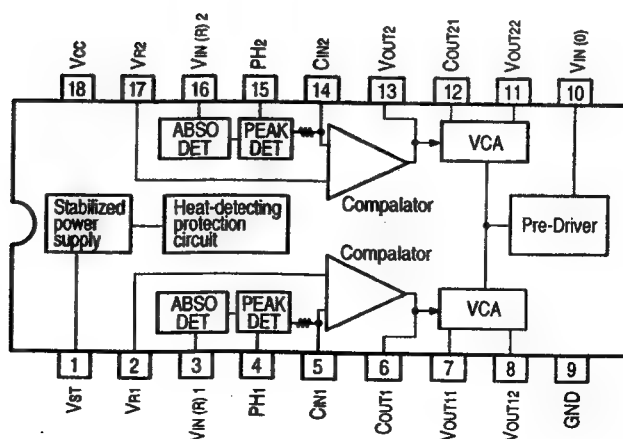 VCC
VR2
VIN (R) 2
PH2
CIN2
VOUT2
COUT21
VOUT22
VIN (0)
18
17
16
15
14
13
12
11
10
ABSO
DET
PEAK
DET
VCA
Compalator
Stabilized
power
supply
Heat-detecting
protection
circuit
Pre-Driver
Compalator
ABSO
DET
PEAK
DET
VCA
1
2
3
4
5
6
7
8
9
VST
VR1
VIN (R) 1
PH1
CIN1
COUT1
VOUT11
VOUT12
GND